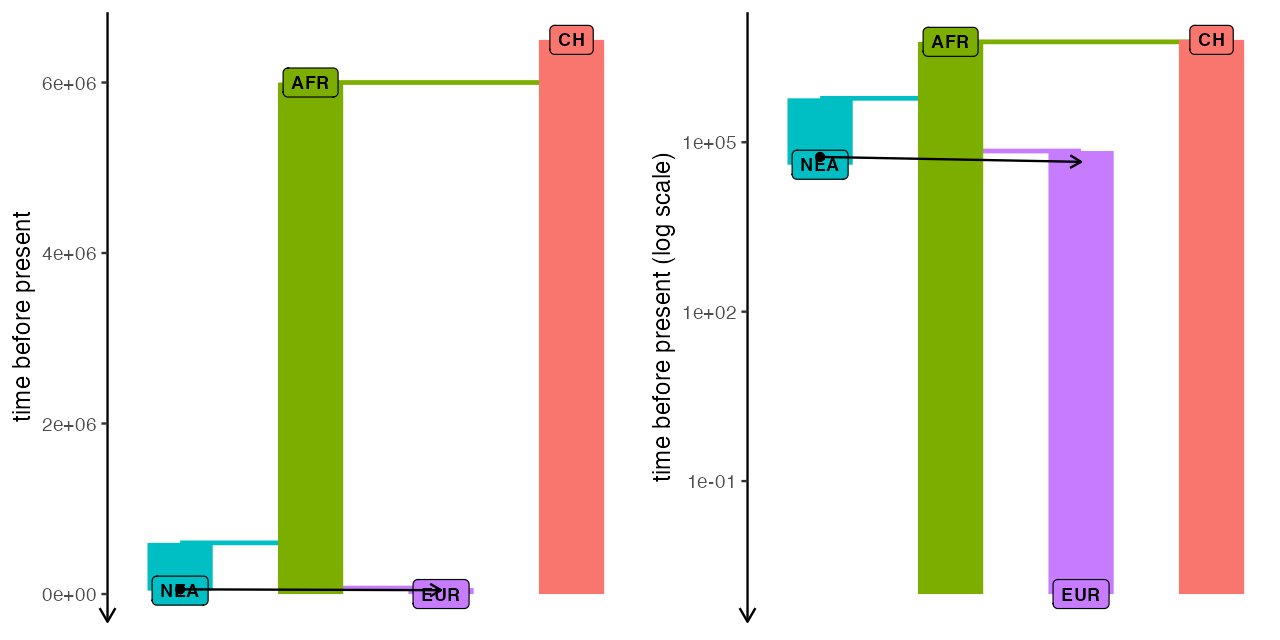 time before present
6e+06
4e+06
2e+06
0e+00
CH
AFR
NEA
EUR
time before present (log scale)
1e+05
1e+02
1e-01
AFR
CH
NEA
EUR